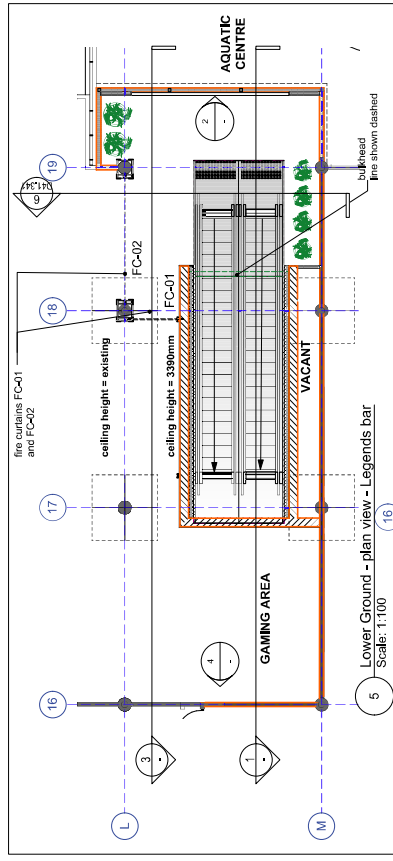 fire curtains FC-01
and FC-02
6
D41.341
16
17
18
19
FC-02
FC-01
AQUATIC
CENTRE
ceiling height = existing
ceiling height = 3390mm
L
M
3
-
1
-
4
-
2
-
GAMING AREA
VACANT
bulkhead
line shown dashed
5
Lower Ground - plan view - Legends bar
Scale: 1:100
16